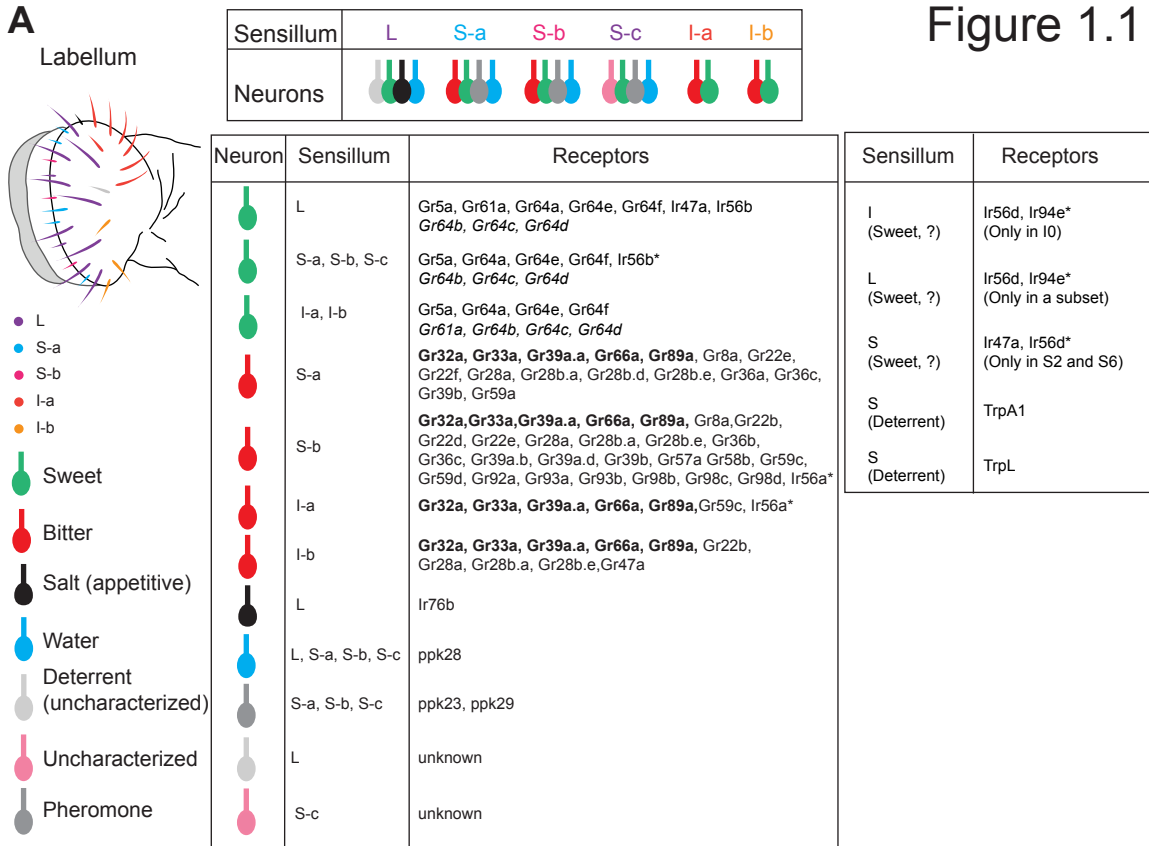 A
Figure 1.1
Labellum
Sensillum L S-a S-b S-c I-a I-b
Neurons
L
S-a
S-b
I-a
I-b
Sweet
Bitter
Salt (appetitive)
Water
Deterrent
(uncharacterized)
Uncharacterized
Pheromone
Neuron Sensillum Receptors
L Gr5a, Gr61a, Gr64a, Gr64e, Gr64f, Ir47a, Ir56b
Gr64b, Gr64c, Gr64d
S-a, S-b, S-c Gr5a, Gr64a, Gr64e, Gr64f, Ir56b*
Gr64b, Gr64c, Gr64d
I-a, I-b Gr5a, Gr64a, Gr64e, Gr64f
Gr61a, Gr64b, Gr64c, Gr64d
Gr32a, Gr33a, Gr39a.a, Gr66a, Gr89a, Gr8a, Gr22e,
S-a Gr22f, Gr28a, Gr28b.a, Gr28b.d, Gr28b.e, Gr36a, Gr36c,
Gr39b, Gr59a
Gr32a,Gr33a,Gr39a.a, Gr66a, Gr89a, Gr8a,Gr22b,
Gr22d, Gr22e, Gr28a, Gr28b.a, Gr28b.e, Gr36b,
S-b Gr36c, Gr39a.b, Gr39a.d, Gr39b, Gr57a Gr58b, Gr59c,
Gr59d, Gr92a, Gr93a, Gr93b, Gr98b, Gr98c, Gr98d, Ir56a*
I-a Gr32a, Gr33a, Gr39a.a, Gr66a, Gr89a,Gr59c, Ir56a*
I-b Gr32a, Gr33a, Gr39a.a, Gr66a, Gr89a, Gr22b,
Gr28a, Gr28b.a, Gr28b.e,Gr47a
L Ir76b
L, S-a, S-b, S-c ppk28
S-a, S-b, S-c ppk23, ppk29
L unknown
S-c unknown
Sensillum Receptors
I Ir56d, Ir94e*
(Sweet, ?) (Only in I0)
L Ir56d, Ir94e*
(Sweet, ?) (Only in a subset)
S Ir47a, Ir56d*
(Sweet, ?) (Only in S2 and S6)
S TrpA1
(Deterrent)
S TrpL
(Deterrent)